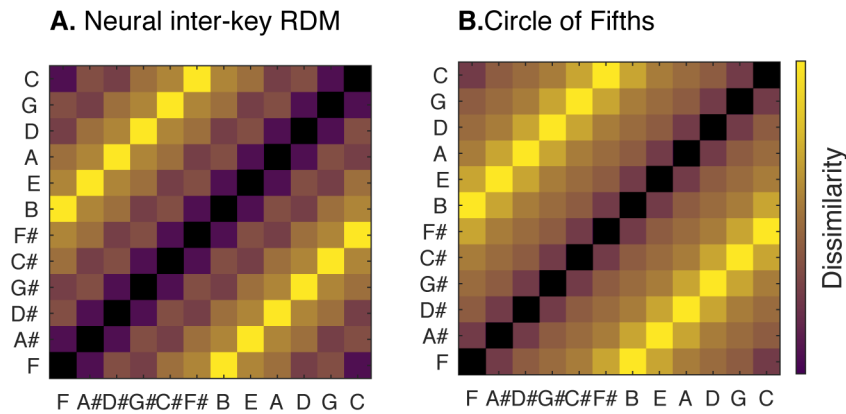 A. Neural inter-key RDM
C
G
D
A
E
B
F#
C#
G#
D#
A#
F
F A# D# G# C# F# B E A D G C
B.Circle of Fifths
C
G
D
A
E
B
F#
C#
G#
D#
A#
F
F A# D# G# C# F# B E A D G C
Dissimilarity